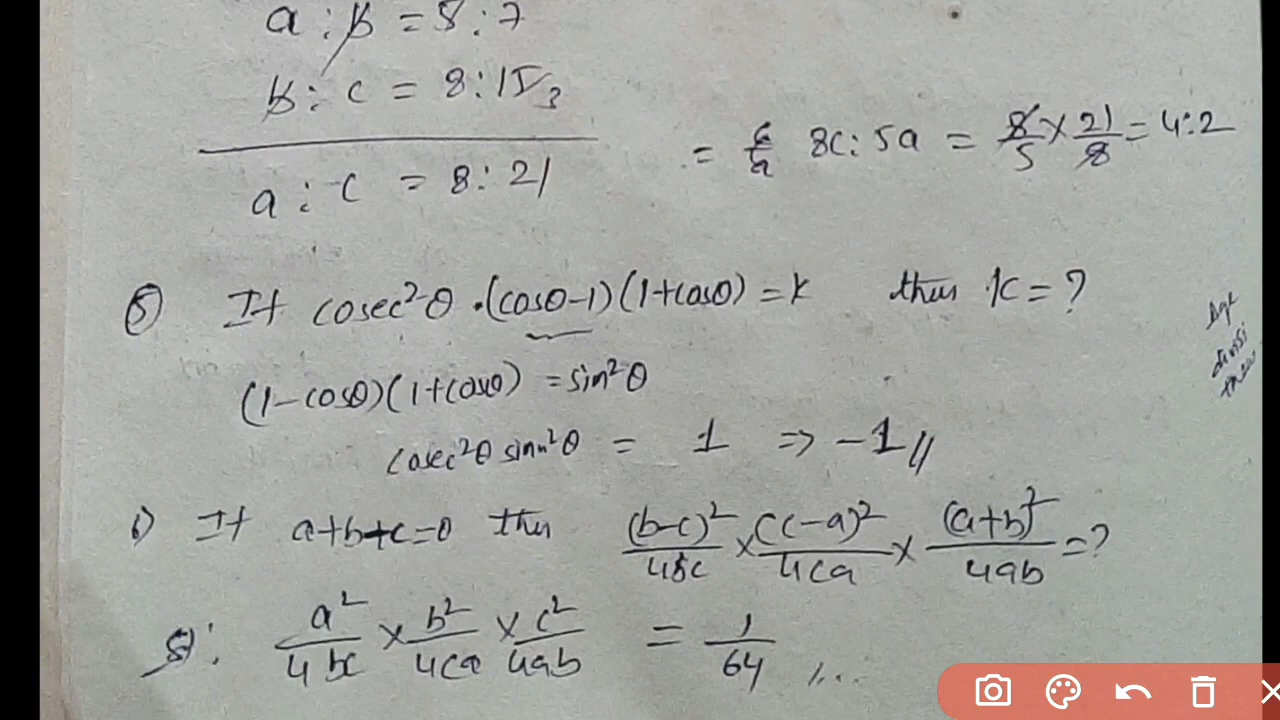 a : b = 8 : 7
b : c = 8 : 15 3
a : c = 8 : 21
= c/a 8c : 5a = 8/5 × 21/8 = 4:2
5) If cosec²θ .(cosθ-1)(1+cosθ) = k then k = ?
(1-cosθ)(1+cosθ) = sin²θ
cosec²θ sin²θ = 1 ⇒ -1 //
6) If a+b+c=0 then (b-c)²/4bc × (c-a)²/4ca × (a+b)²/4ab = ?
S: a²/4bc × b²/4ca × c²/4ab = 1/64 //...